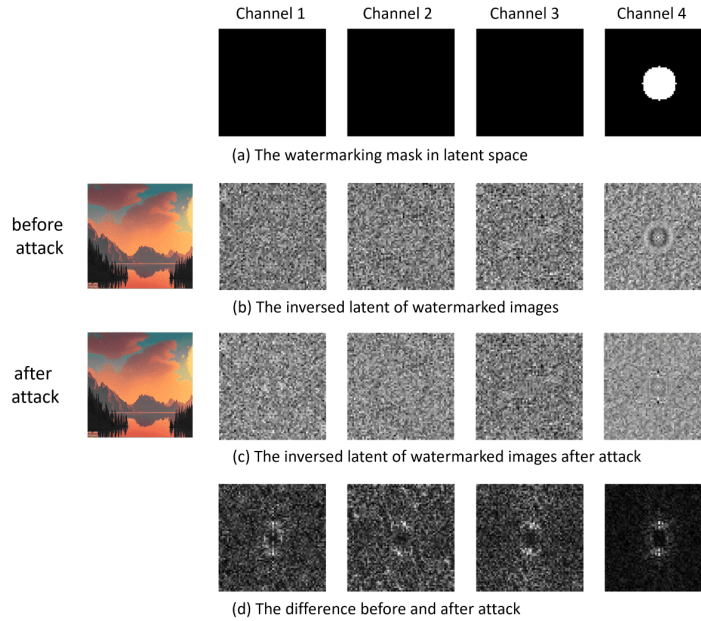 Channel 1 Channel 2 Channel 3 Channel 4
(a) The watermarking mask in latent space
before
attack
(b) The inversed latent of watermarked images
after
attack
(c) The inversed latent of watermarked images after attack
(d) The difference before and after attack